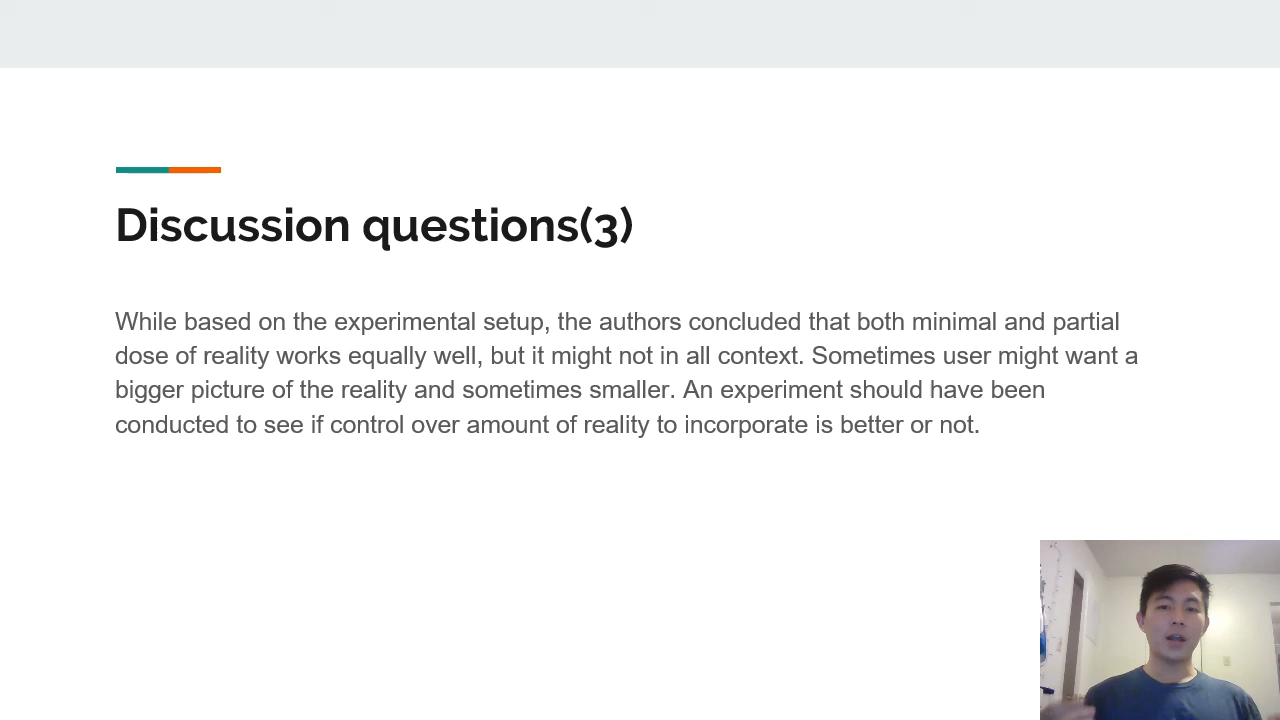 Discussion questions(3)
While based on the experimental setup, the authors concluded that both minimal and partial
dose of reality works equally well, but it might not in all context. Sometimes user might want a
bigger picture of the reality and sometimes smaller. An experiment should have been
conducted to see if control over amount of reality to incorporate is better or not.